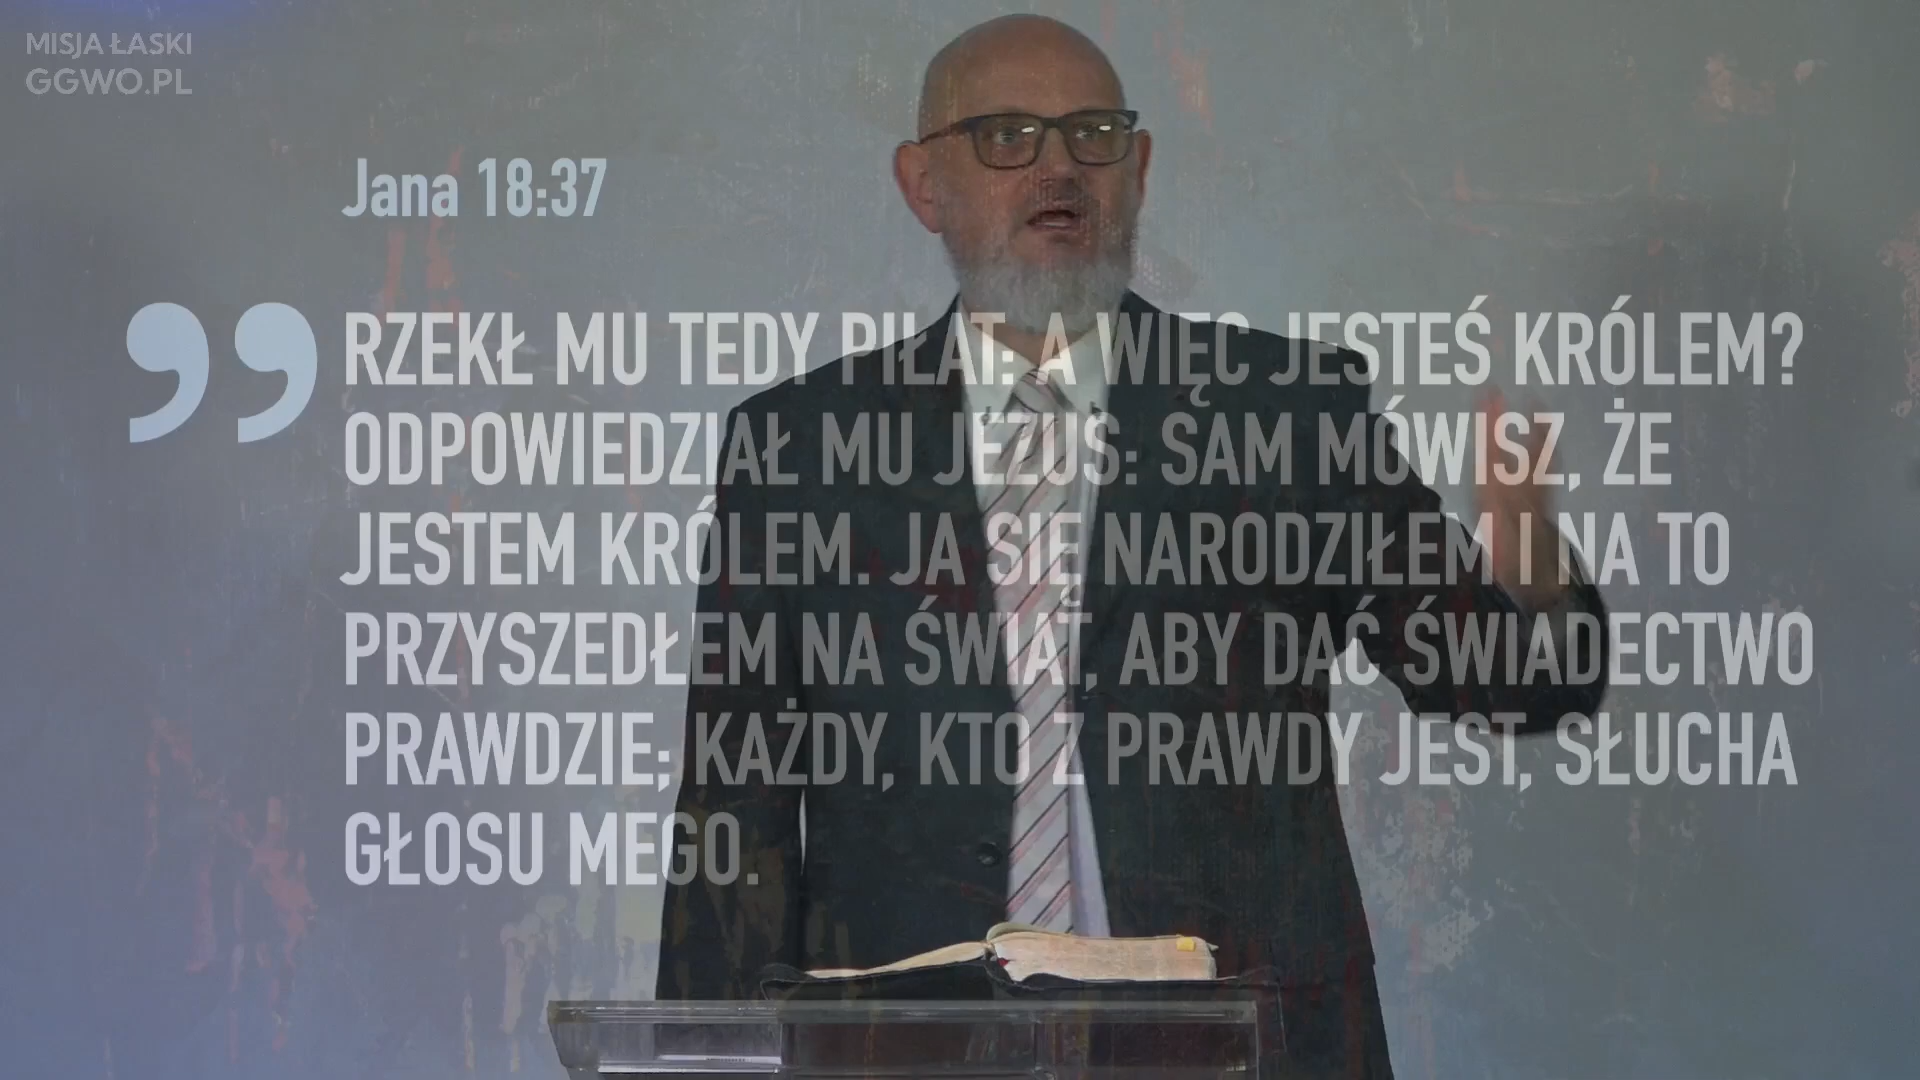 MISJA ŁASKI
GGWO.PL
Jana 18:37
RZEKŁ MU TEDY PIŁAT: A WIĘC JESTEŚ KRÓLEM?
ODPOWIEDZIAŁ MU JEZUS: SAM MÓWISZ, ŻE
JESTEM KRÓLEM. JA SIĘ NARODZIŁEM I NA TO
PRZYSZEDŁEM NA ŚWIAT, ABY DAĆ ŚWIADECTWO
PRAWDZIE; KAŻDY, KTO Z PRAWDY JEST, SŁUCHA
GŁOSU MEGO.